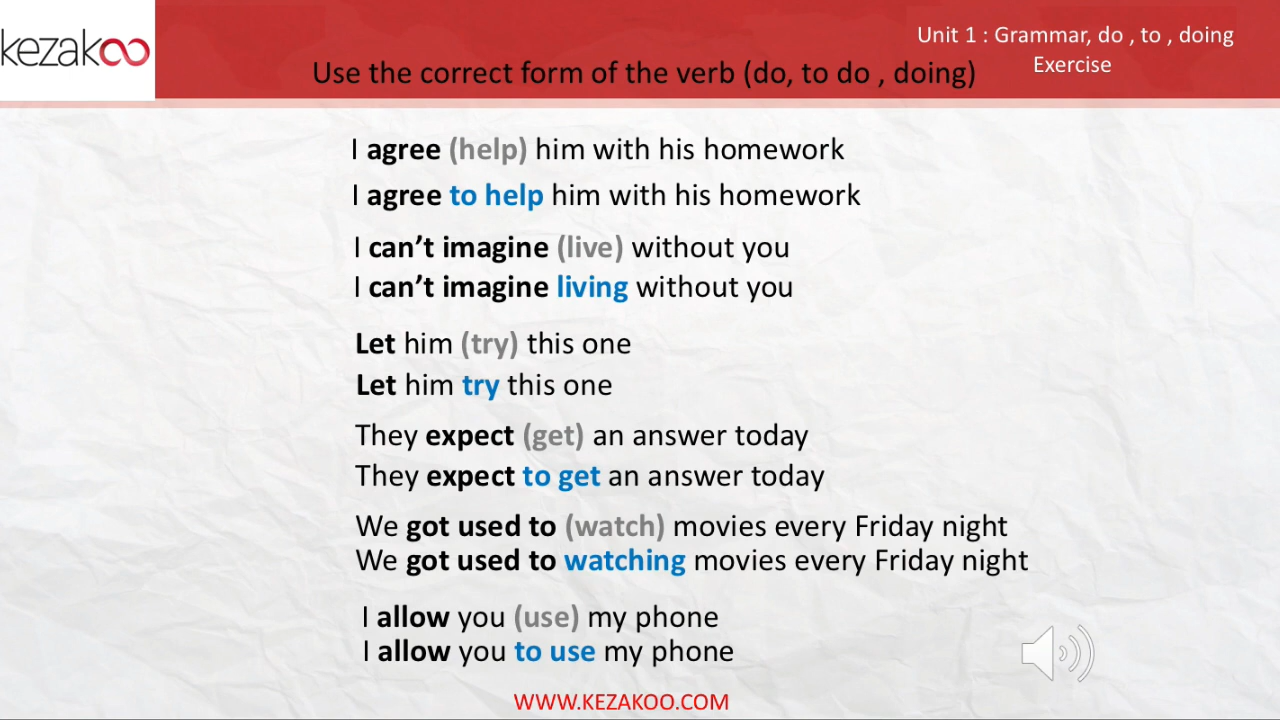 kezakoo
Unit 1 : Grammar, do , to , doing
Exercise
Use the correct form of the verb (do, to do , doing)
I agree (help) him with his homework
I agree to help him with his homework
I can’t imagine (live) without you
I can’t imagine living without you
Let him (try) this one
Let him try this one
They expect (get) an answer today
They expect to get an answer today
We got used to (watch) movies every Friday night
We got used to watching movies every Friday night
I allow you (use) my phone
I allow you to use my phone
WWW.KEZAKOO.COM